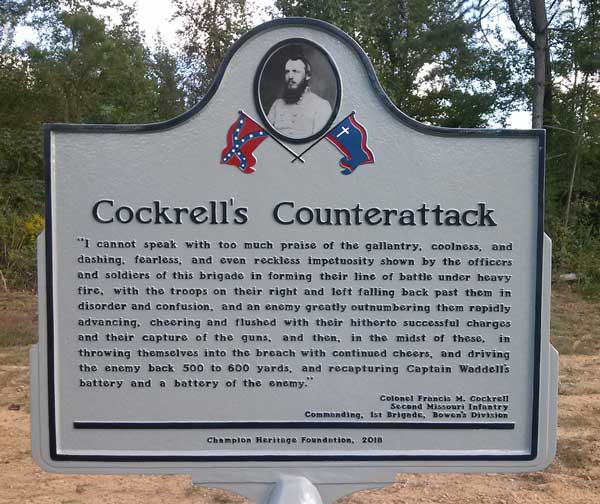 Cockrell's Counterattack
"I cannot speak with too much praise of the gallantry, coolness, and
dashing, fearless, and even reckless impetuosity shown by the officers
and soldiers of this brigade in forming their line of battle under heavy
fire, with the troops on their right and left falling back past them in
disorder and confusion, and an enemy greatly outnumbering them rapidly
advancing, cheering and flushed with their hitherto successful charges
and their capture of the guns, and then, in the midst of these, in
throwing themselves into the breach with continued cheers, and driving
the enemy back 500 to 600 yards, and recapturing Captain Waddell's
battery and a battery of the enemy."
Colonel Francis M. Cockrell
Second Missouri Infantry
Commanding, 1st Brigade, Bowen's Division
Champion Heritage Foundation, 2018